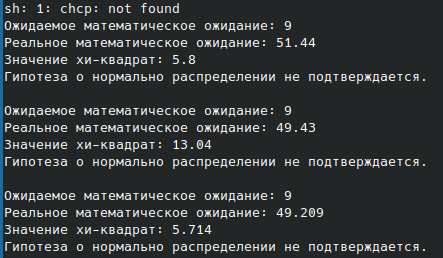 sh: 1: chcp: not found
Ожидаемое математическое ожидание: 9
Реальное математическое ожидание: 51.44
Значение хи-квадрат: 5.8
Гипотеза о нормально распределении не подтверждается.
Ожидаемое математическое ожидание: 9
Реальное математическое ожидание: 49.43
Значение хи-квадрат: 13.04
Гипотеза о нормально распределении не подтверждается.
Ожидаемое математическое ожидание: 9
Реальное математическое ожидание: 49.209
Значение хи-квадрат: 5.714
Гипотеза о нормально распределении не подтверждается.